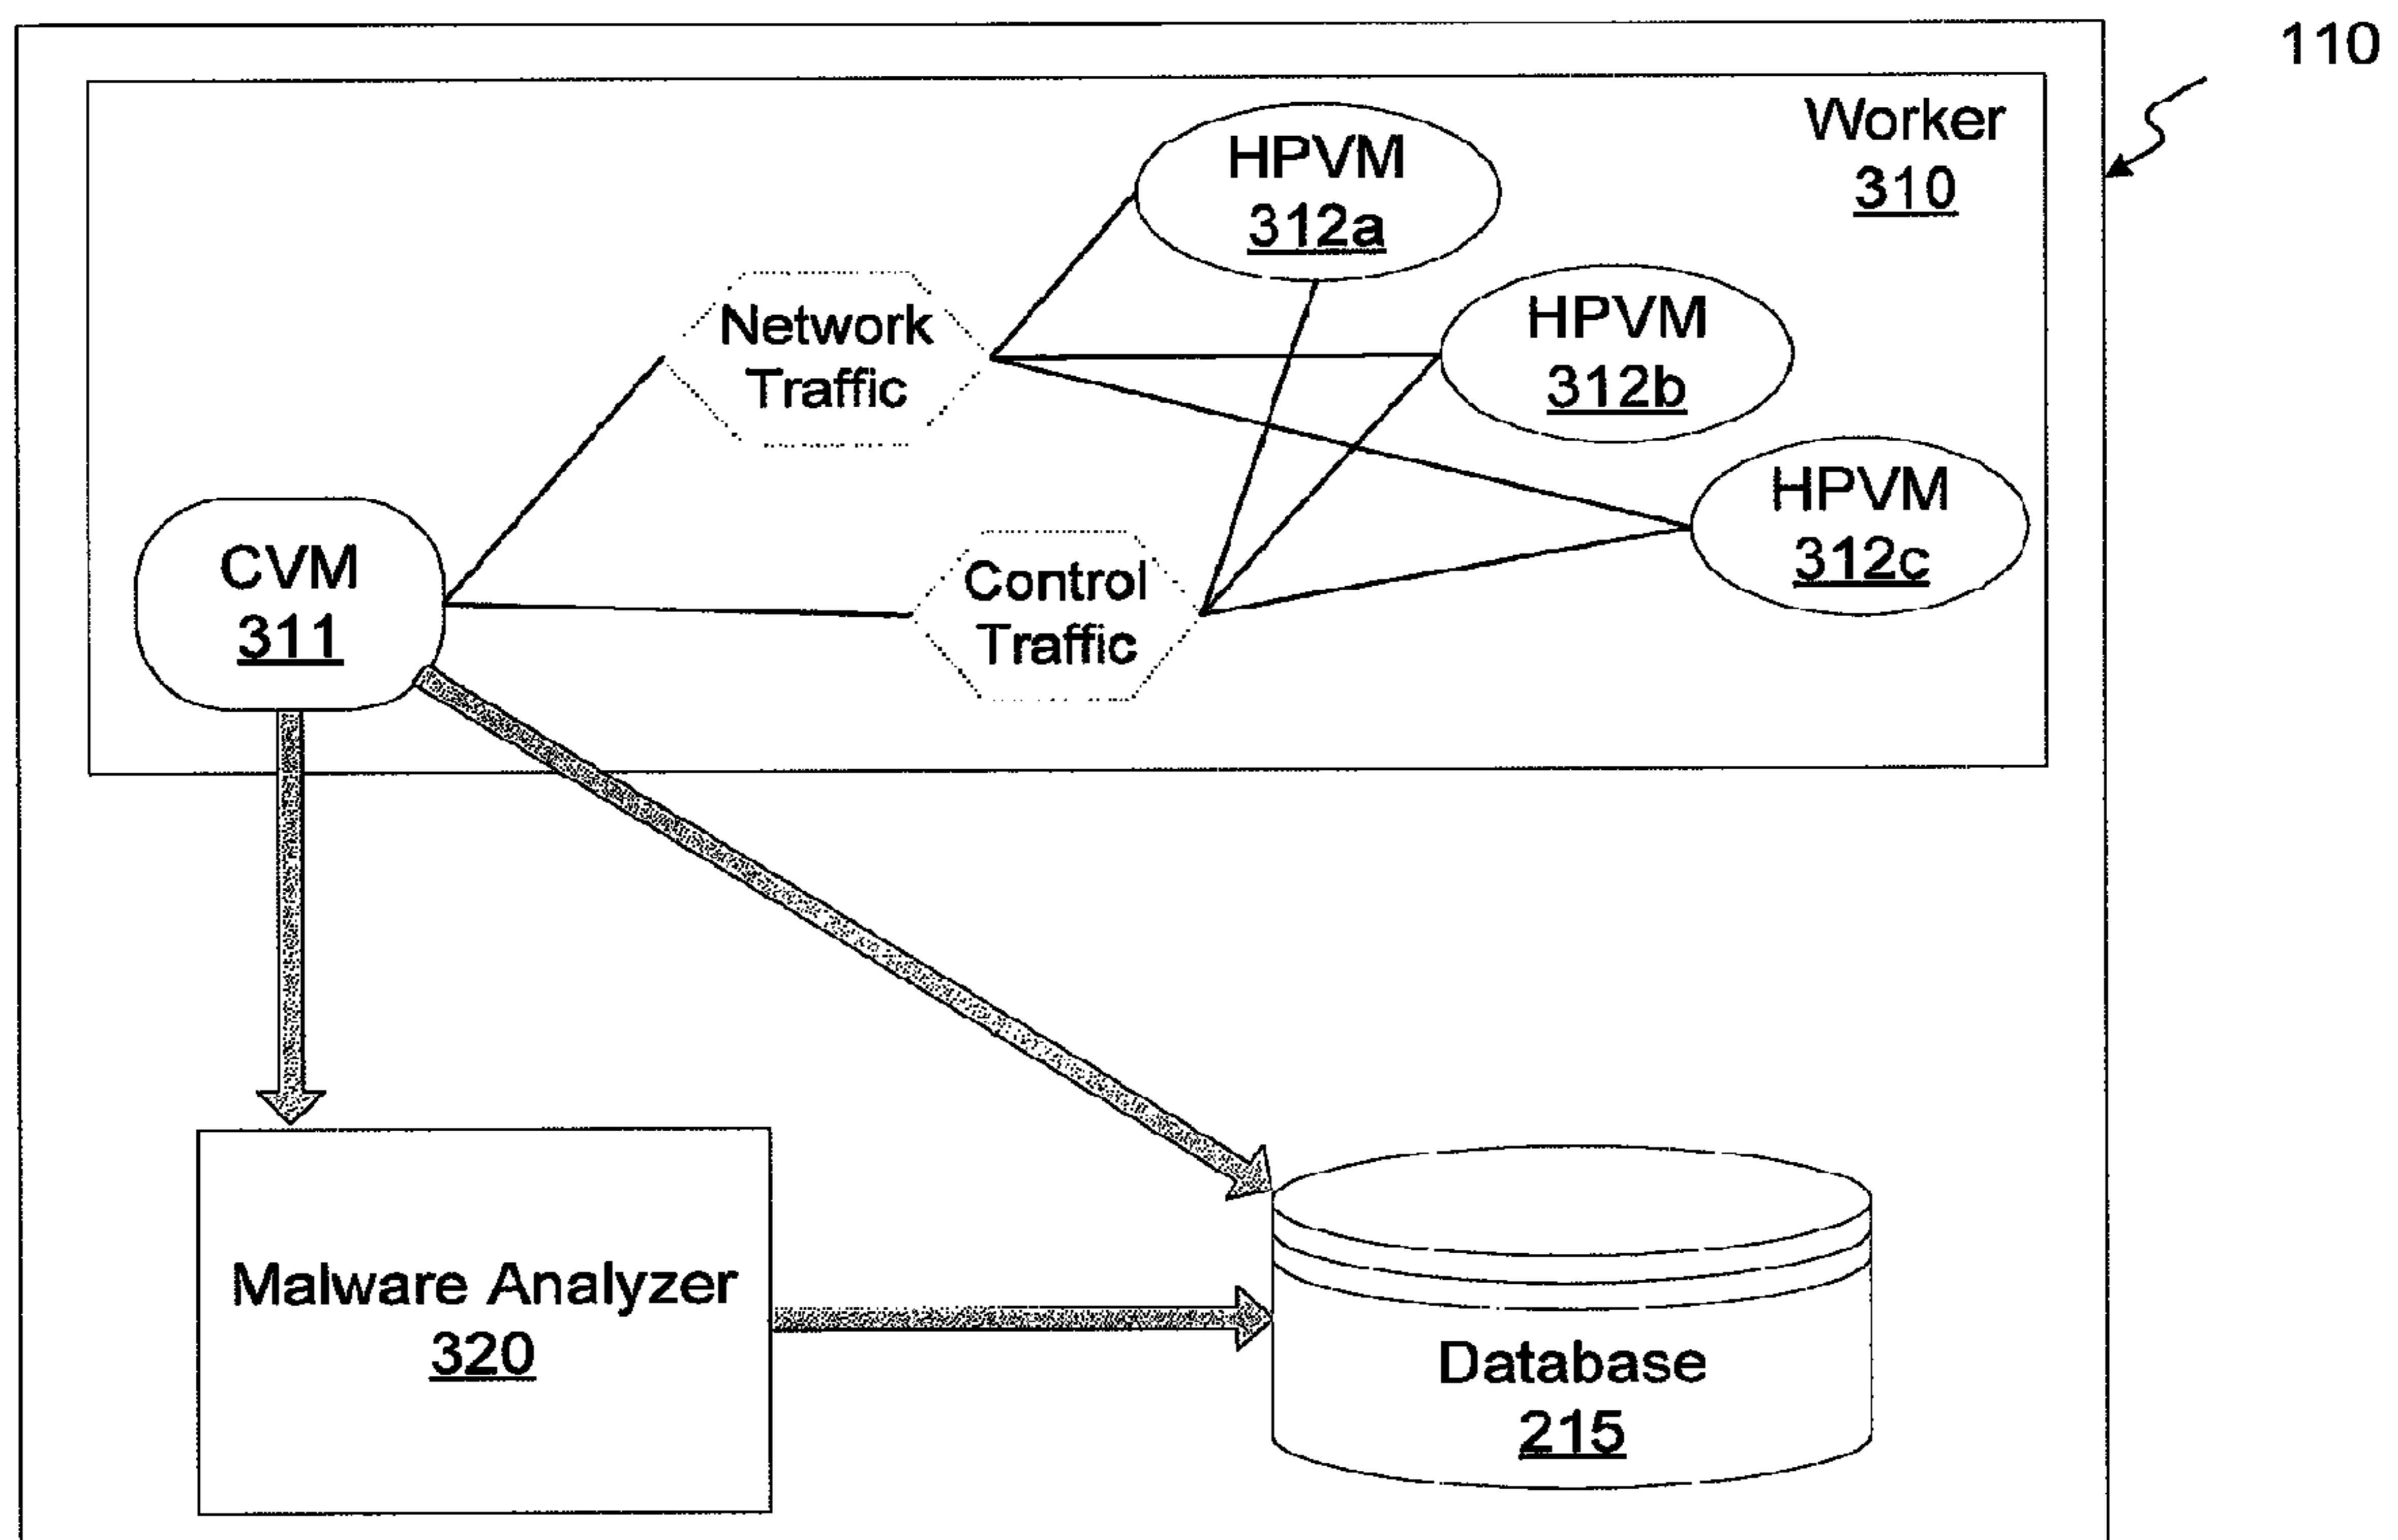 110
Worker
310
HPVM
312a
HPVM
312b
HPVM
312c
Network
Traffic
Control
Traffic
CVM
311
Malware Analyzer
320
Database
215